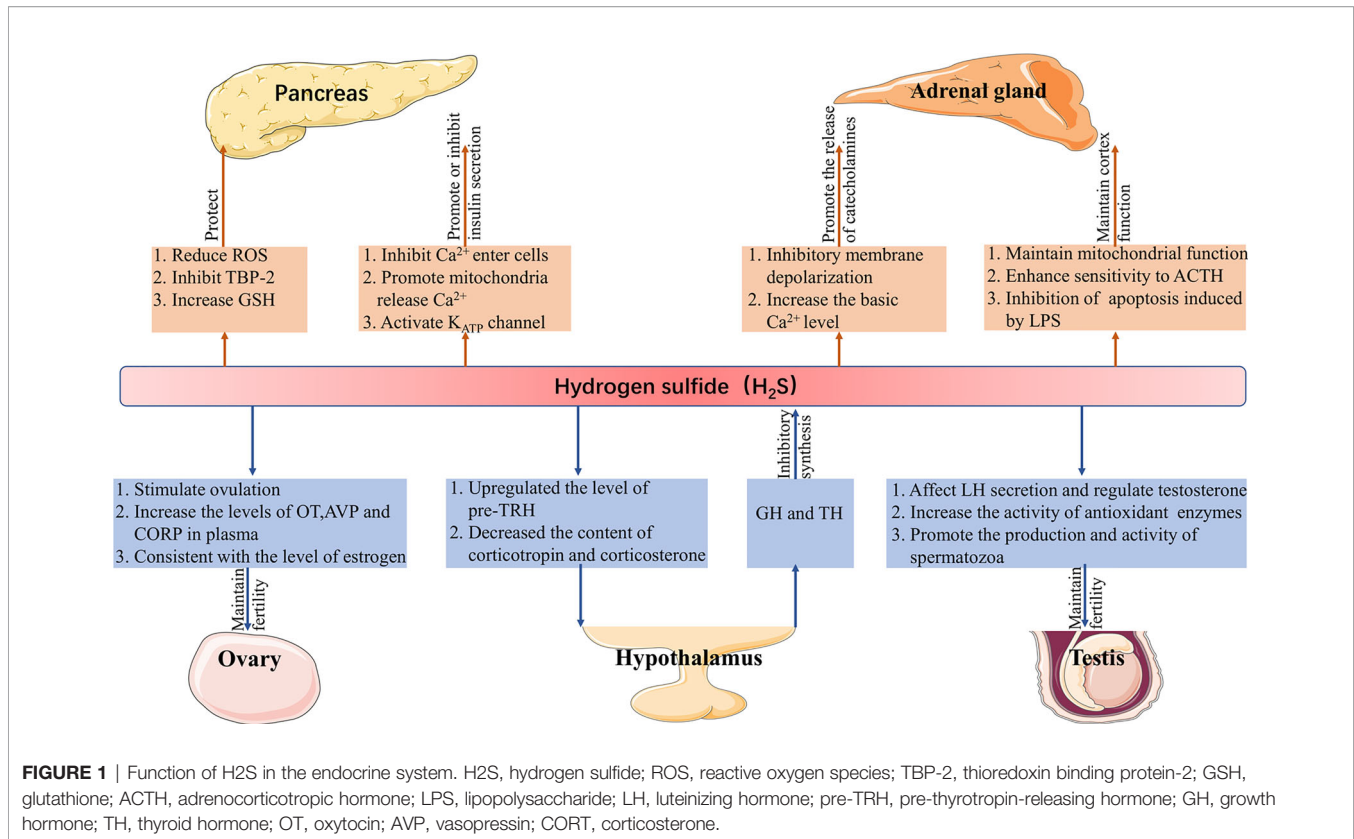 Pancreas
Adrenal gland
Protect
Promote or inhibit
insulin secretion
Promote the release
of catecholamines
Maintain cortex
function
1. Reduce ROS
2. Inhibit TBP-2
3. Increase GSH
1. Inhibit Ca²⁺ enter cells
2. Promote mitochondria
release Ca²⁺
3. Activate K_ATP channel
1. Inhibitory membrane
depolarization
2. Increase the basic
Ca²⁺ level
1. Maintain mitochondrial function
2. Enhance sensitivity to ACTH
3. Inhibition of apoptosis induced
by LPS
Hydrogen sulfide（H₂S）
1. Stimulate ovulation
2. Increase the levels of OT,AVP and
CORP in plasma
3. Consistent with the level of estrogen
1. Upregulated the level of
pre-TRH
2. Decreased the content of
corticotropin and corticosterone
Inhibitory
synthesis
GH and TH
1. Affect LH secretion and regulate testosterone
2. Increase the activity of antioxidant enzymes
3. Promote the production and activity of
spermatozoa
Maintain
fertility
Maintain
fertility
Ovary
Hypothalamus
Testis
FIGURE 1 | Function of H2S in the endocrine system. H2S, hydrogen sulfide; ROS, reactive oxygen species; TBP-2, thioredoxin binding protein-2; GSH,
glutathione; ACTH, adrenocorticotropic hormone; LPS, lipopolysaccharide; LH, luteinizing hormone; pre-TRH, pre-thyrotropin-releasing hormone; GH, growth
hormone; TH, thyroid hormone; OT, oxytocin; AVP, vasopressin; CORT, corticosterone.